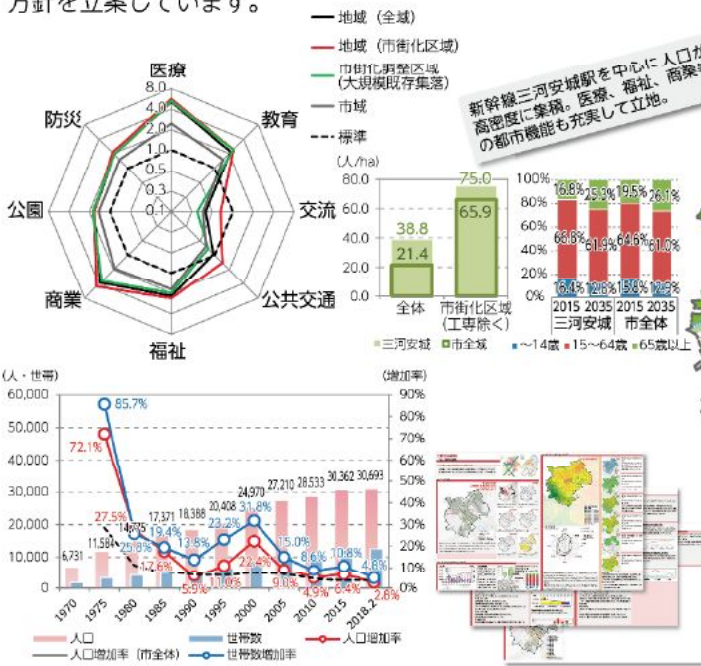 方針を立案しています。
地域（全域）
地域（市街化区域）
市街化調整区域
(大規模既存集落)
市域
標準
新幹線三河安城駅を中心に人口が
高密度に集積。医療、福祉、商業
の都市機能も充実して立地。
医療
教育
交流
公共交通
福祉
商業
公園
防災
8.0
4.0
2.0
1.0
0.5
0.3
0.1
(人/ha)
80.0
60.0
40.0
20.0
0.0
38.8
21.4
75.0
65.9
全体
市街化区域
(工専除く)
三河安城
市全域
100%
80%
60%
40%
20%
0%
16.8% 25.3% 19.5% 26.1%
66.8% 61.9% 64.6% 61.0%
16.4% 12.8% 15.8% 12.9%
2015 2035 2015 2035
三河安城 市全体
～14歳 15～64歳 65歳以上
(人・世帯)
(増加率)
60,000
50,000
40,000
30,000
20,000
10,000
0
90%
80%
70%
60%
50%
40%
30%
20%
10%
0%
85.7%
72.1%
27.5%
6,731
11,584
17,371
18,388
20,408
24,970
27,210
28,533
30,362
30,693
25.8%
19.4%
13.8%
23.2%
31.8%
15.0%
8.6%
10.8%
4.8%
17.6%
5.9%
22.4%
9.0%
4.9%
6.4%
2.8%
1970
1975
1980
1985
1990
1995
2000
2005
2010
2015
2018.2
人口
世帯数
人口増加率
人口増加率（市全体）
世帯数増加率